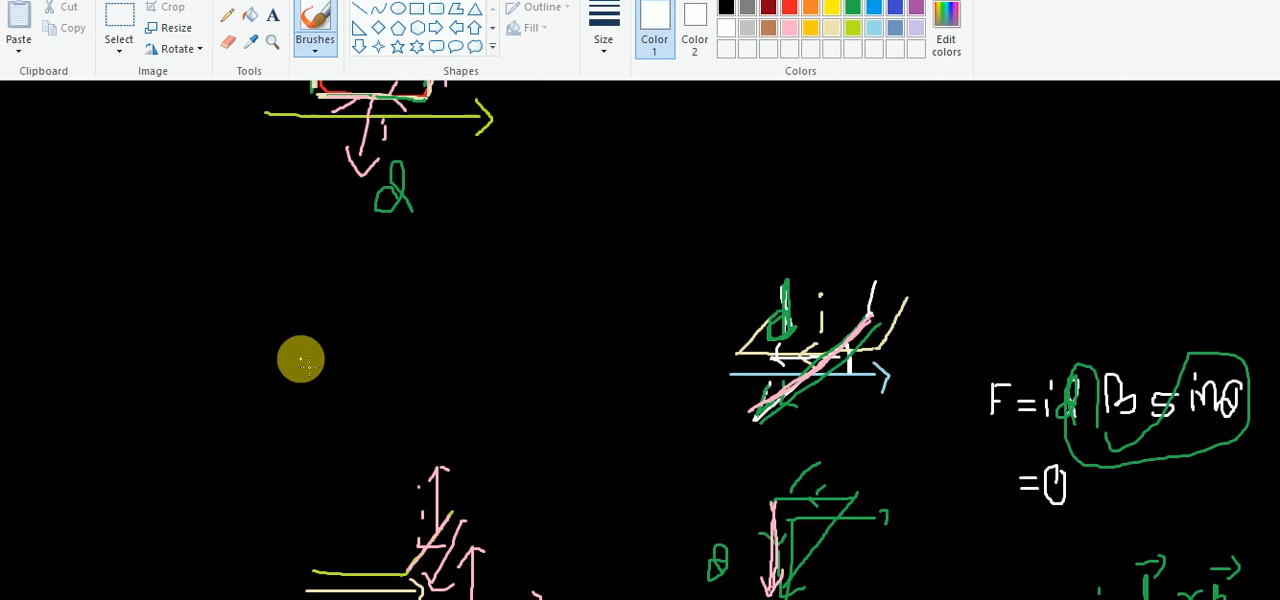 Paste
Cut
Copy
Clipboard
Select
Crop
Resize
Rotate
Image
A
Tools
Brushes
Outline
Fill
Shapes
Size
Color 1
Color 2
Edit colors
Colors
i
d
d i
F = i d B sinθ
= 0
i
θ